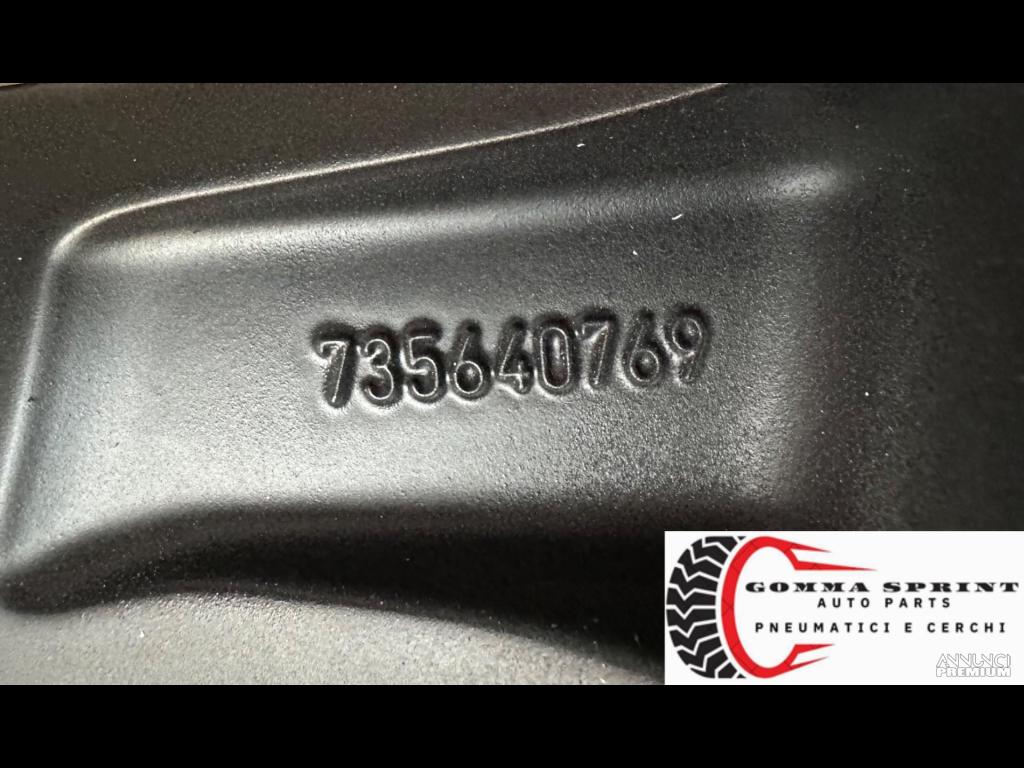 735640769
GOMMA SPRINT
AUTO PARTS
PNEUMATICI E CERCHI
ANNUNCI
PREMIUM